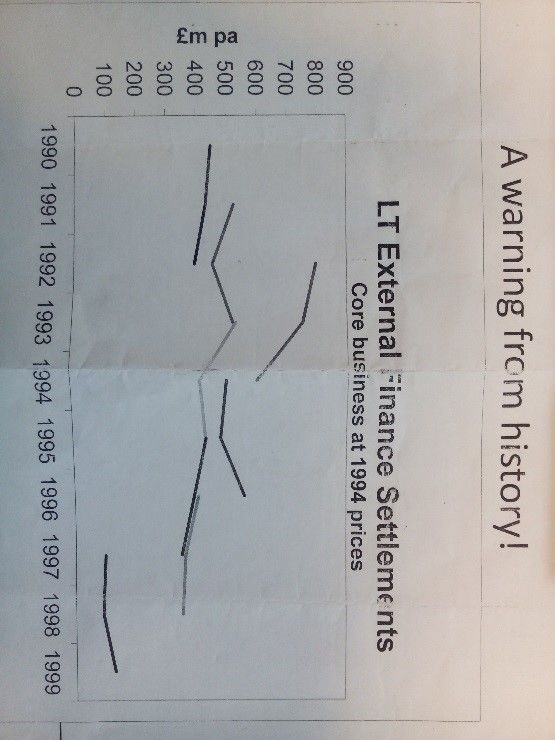 A warning from history!
LT External Finance Settlements
Core business at 1994 prices
£m pa
900
800
700
600
500
400
300
200
100
0
1990 1991 1992 1993 1994 1995 1996 1997 1998 1999